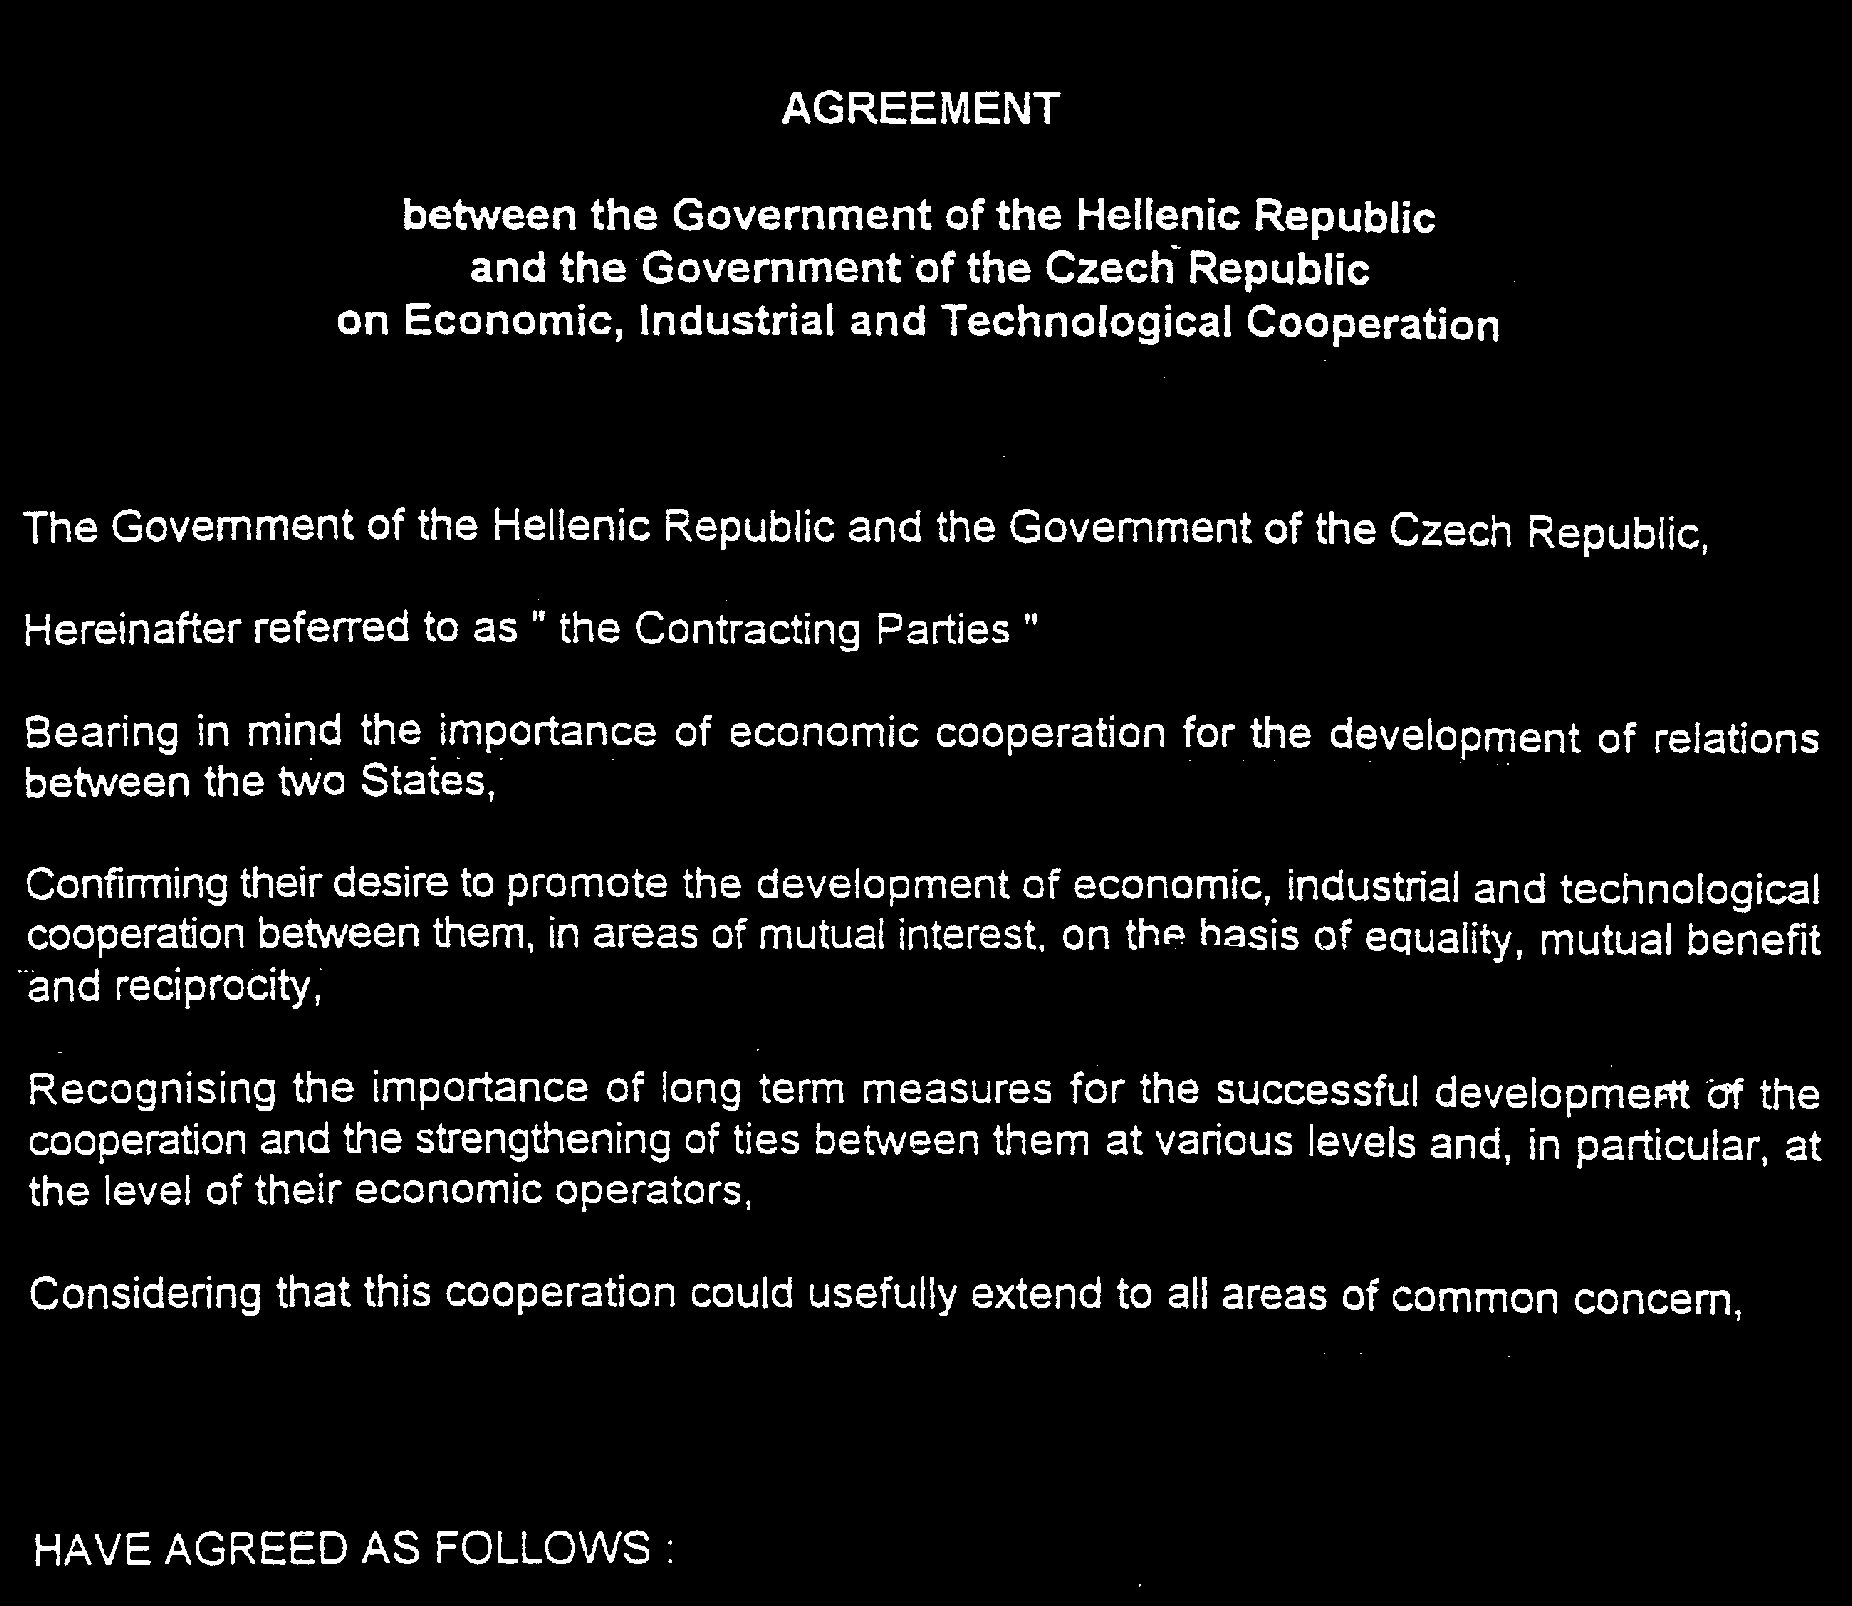 AGREEMENT
between the Government of the Hellenic Republic
and the Government of the Czech Republic
on Economic, Industrial and Technological Cooperation
The Government of the Hellenic Republic and the Government of the Czech Republic,
Hereinafter referred to as " the Contracting Parties "
Bearing in mind the importance of economic cooperation for the development of relations
between the two States,
Confirming their desire to promote the development of economic, industrial and technological
cooperation between them, in areas of mutual interest, on the basis of equality, mutual benefit
and reciprocity,
Recognising the importance of long term measures for the successful development of the
cooperation and the strengthening of ties between them at various levels and, in particular, at
the level of their economic operators,
Considering that this cooperation could usefully extend to all areas of common concern,
HAVE AGREED AS FOLLOWS :